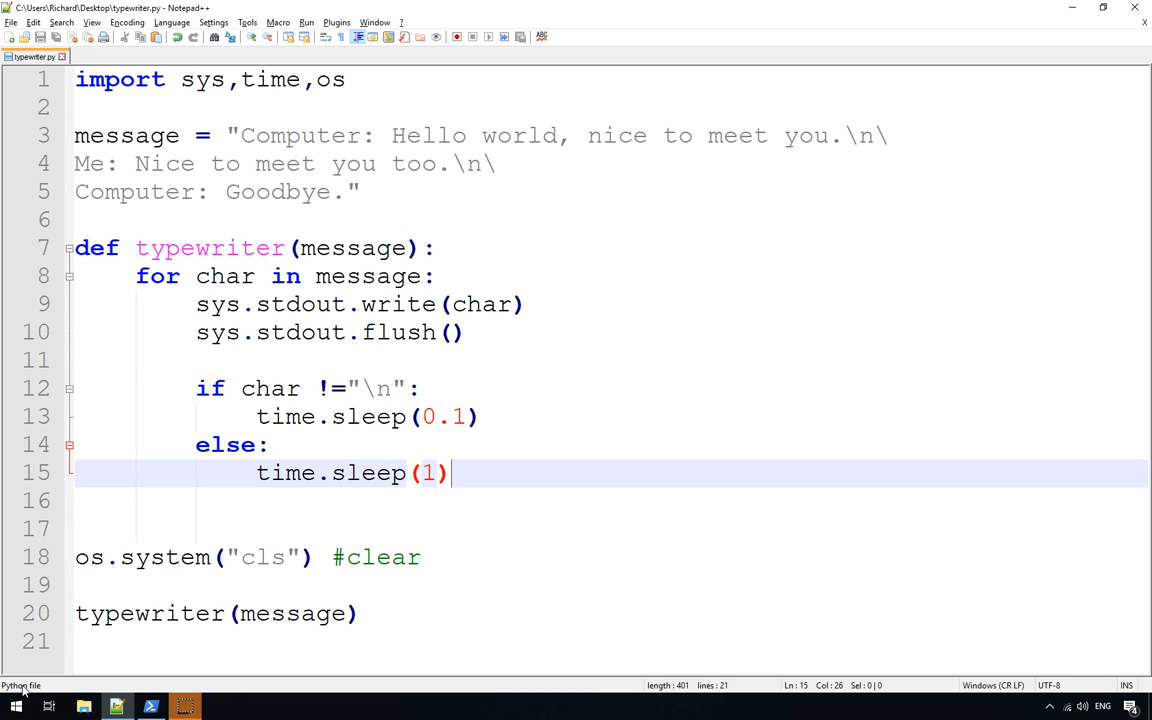 C:\Users\Richard\Desktop\typewriter.py - Notepad++
File Edit Search View Encoding Language Settings Tools Macro Run Plugins Window ? X
typewriter.py
1 import sys,time,os
2
3 message = "Computer: Hello world, nice to meet you.\n\
4 Me: Nice to meet you too.\n\
5 Computer: Goodbye."
6
7 def typewriter(message):
8 for char in message:
9 sys.stdout.write(char)
10 sys.stdout.flush()
11
12 if char !="\n":
13 time.sleep(0.1)
14 else:
15 time.sleep(1)
16
17
18 os.system("cls") #clear
19
20 typewriter(message)
21
Python file length : 401 lines : 21 Ln : 15 Col : 26 Sel : 0 | 0 Windows (CR LF) UTF-8 INS
ENG 4